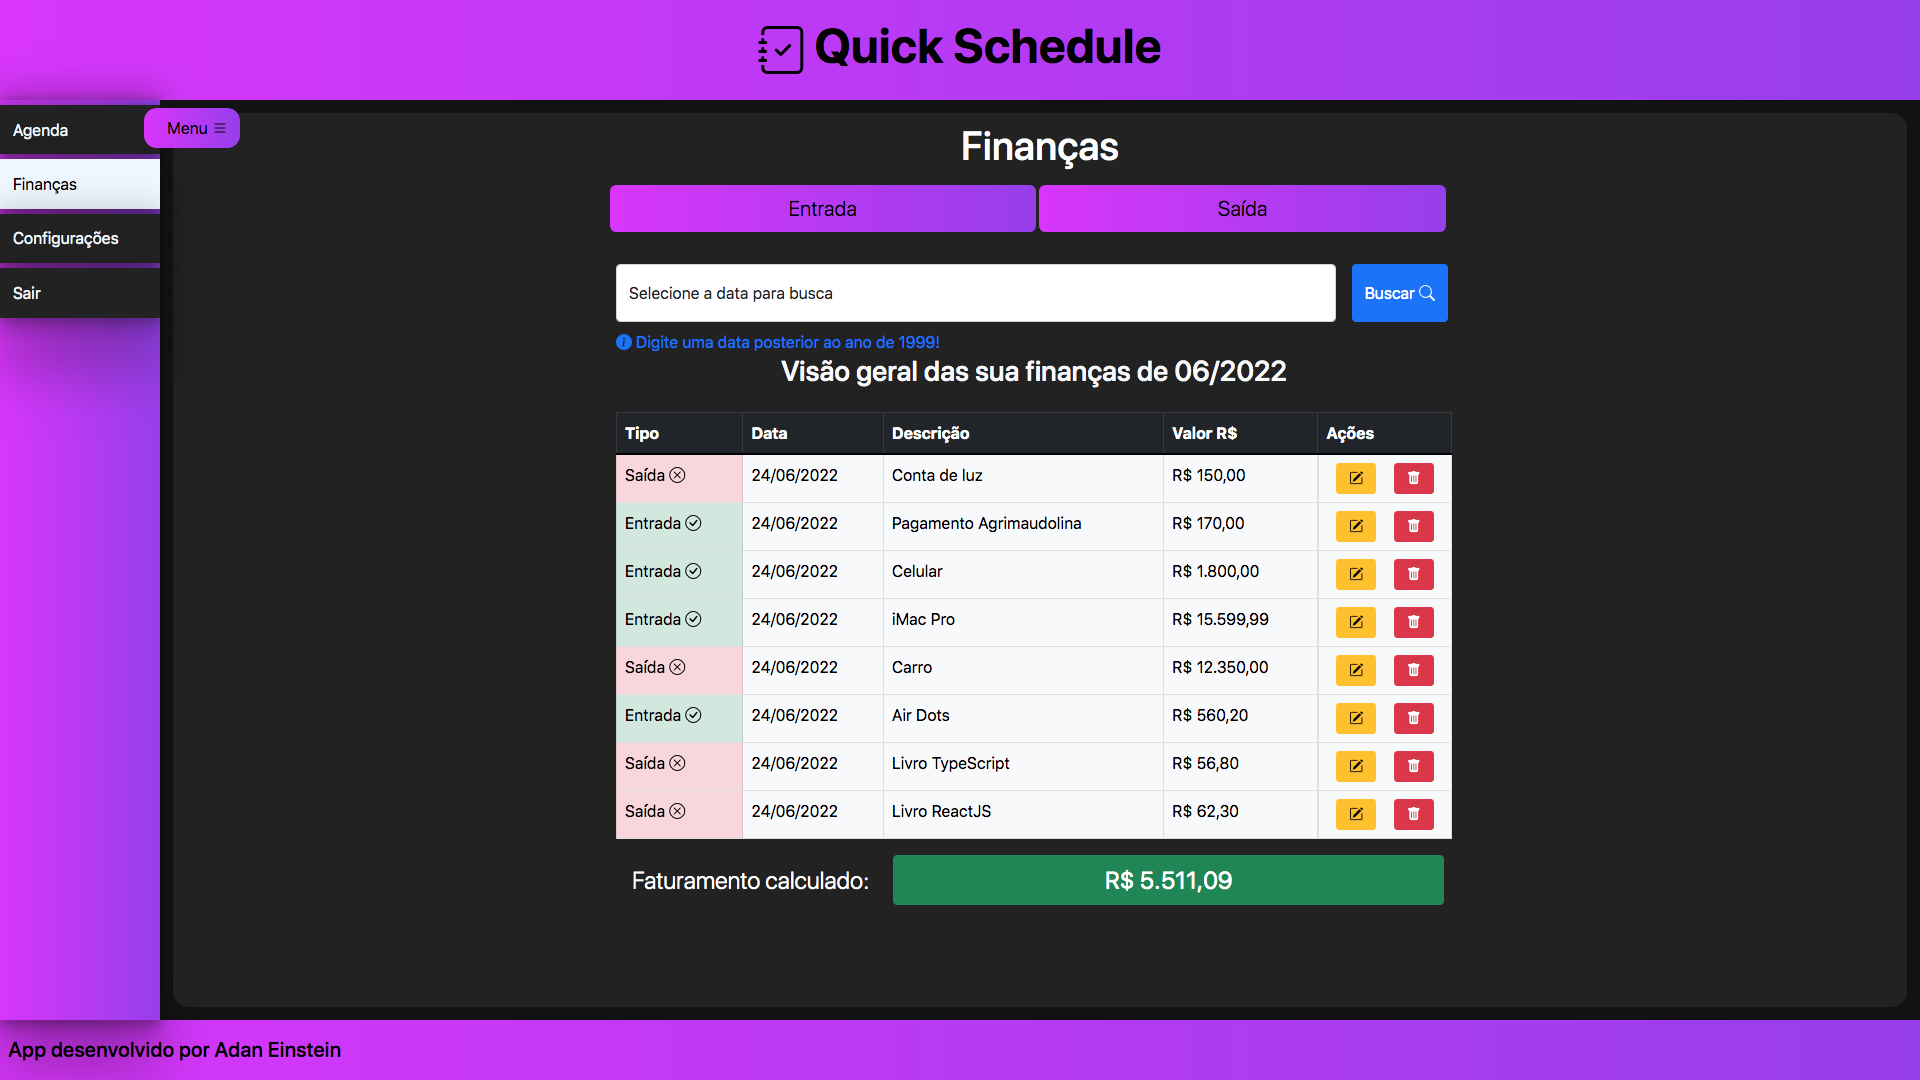 Quick Schedule
Menu
Agenda
Finanças
Configurações
Sair
Finanças
Entrada Saída
Selecione a data para busca Buscar
Digite uma data posterior ao ano de 1999!
Visão geral das sua finanças de 06/2022
Tipo Data Descrição Valor R$ Ações
Saída 24/06/2022 Conta de luz R$ 150,00
Entrada 24/06/2022 Pagamento Agrimaudolina R$ 170,00
Entrada 24/06/2022 Celular R$ 1.800,00
Entrada 24/06/2022 iMac Pro R$ 15.599,99
Saída 24/06/2022 Carro R$ 12.350,00
Entrada 24/06/2022 Air Dots R$ 560,20
Saída 24/06/2022 Livro TypeScript R$ 56,80
Saída 24/06/2022 Livro ReactJS R$ 62,30
Faturamento calculado: R$ 5.511,09
App desenvolvido por Adan Einstein